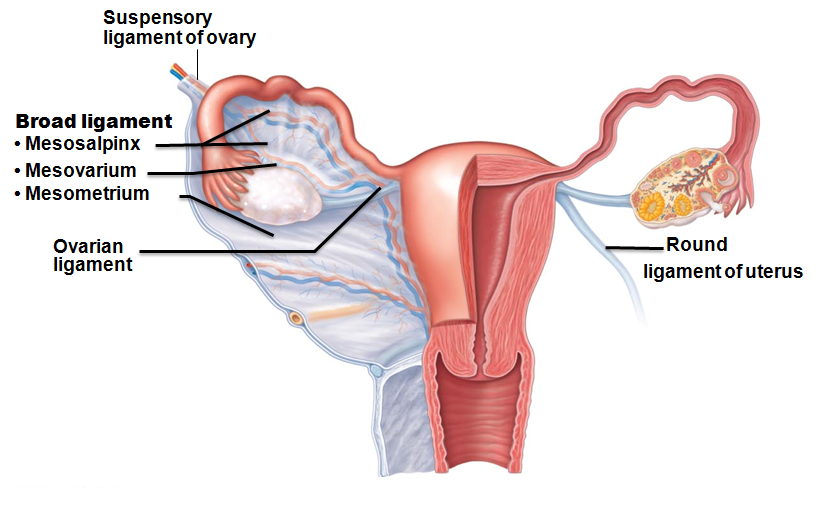 Suspensory
ligament of ovary
Broad ligament
• Mesosalpinx
• Mesovarium
• Mesometrium
Ovarian
ligament
Round
ligament of uterus